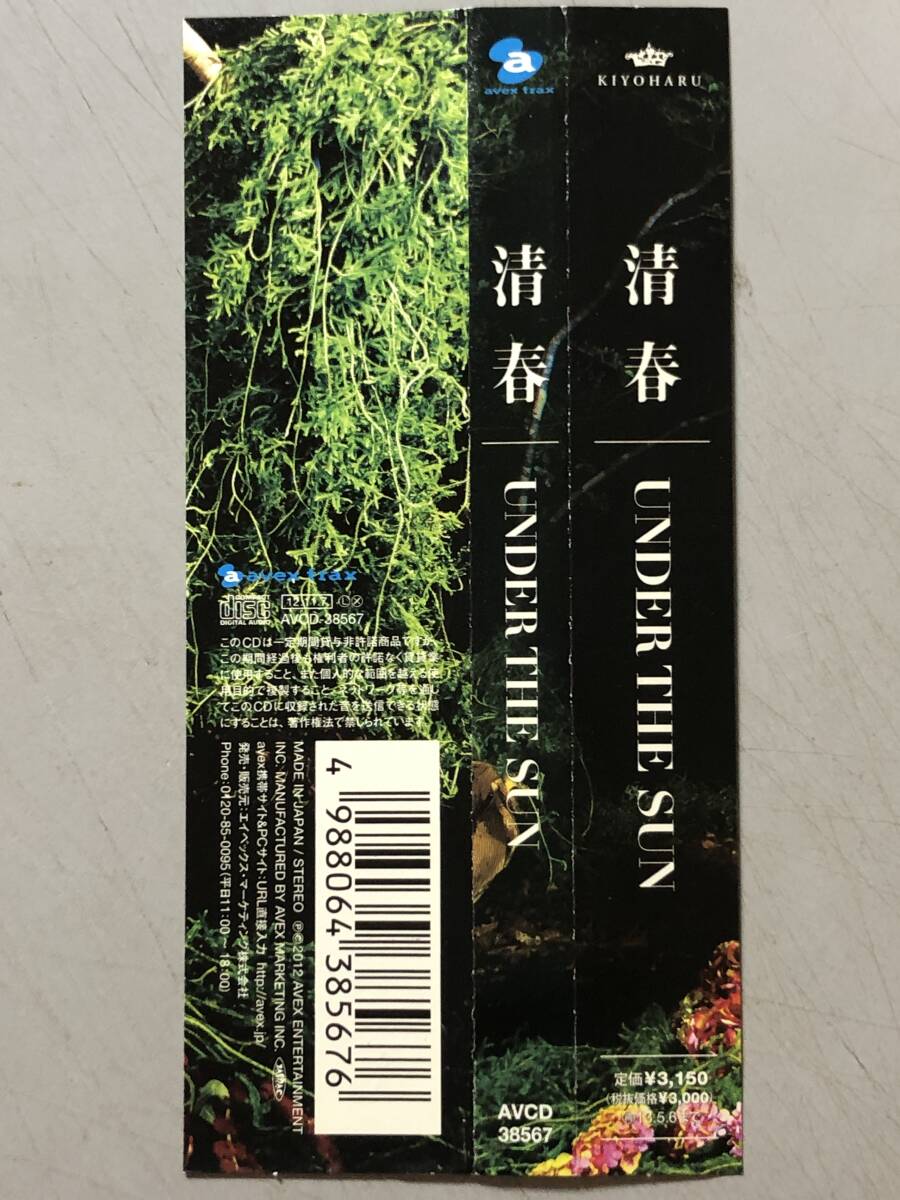 KIYOHARU
清春
UNDER THE SUN
定価¥3,150
(税抜価格¥3,000)
a
avex trax
清春
UNDER THE SUN
AVCD
38567
a avex trax
COMPACT
disc
DIGITAL AUDIO
12.11.7
L X
AVCD-38567
このCDは一定期間貸与非許諾商品ですが、
この期間経過後も権利者の許諾なく賃貸業
に使用すること、また個人的な範囲を越える使
用目的で複製すること、ネットワーク等を通じ
てこのCDに収録された音を送信できる状態
にすることは、著作権法で禁じられています。
4 988064 385676
MADE IN JAPAN / STEREO ℗©2012 AVEX ENTERTAINMENT
INC. MANUFACTURED BY AVEX MARKETING INC.
avex携帯サイト&PCサイト:URL直接入力 http://avex.jp/
発売・販売元:エイベックス・マーケティング株式会社
Phone:0120-85-0095(平日11:00～18:00)